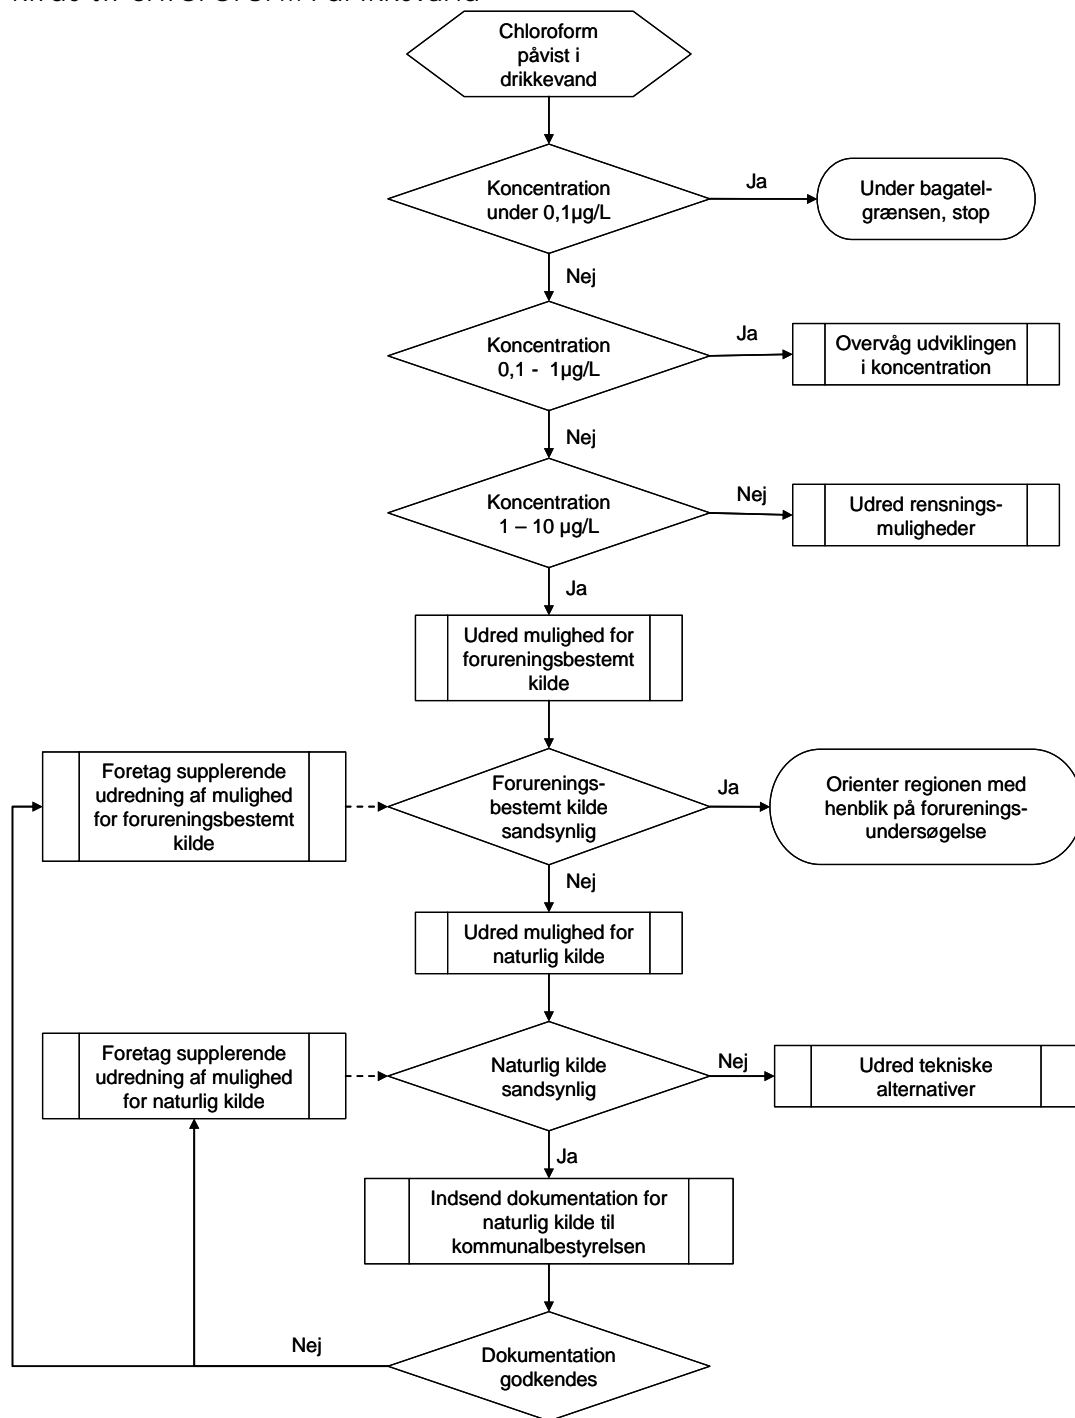 Chloroform
påvist i
drikkevand
Koncentration
under 0,1µg/L
Ja
Under bagatel-
grænsen, stop
Nej
Koncentration
0,1 - 1µg/L
Ja
Overvåg udviklingen
i koncentration
Nej
Koncentration
1 – 10 µg/L
Nej
Udred rensnings-
muligheder
Ja
Udred mulighed for
forureningsbestemt
kilde
Foretag supplerende
udredning af mulighed
for forureningsbestemt
kilde
Forurenings-
bestemt kilde
sandsynlig
Ja
Orienter regionen med
henblik på forurenings-
undersøgelse
Nej
Udred mulighed for
naturlig kilde
Foretag supplerende
udredning af mulighed
for naturlig kilde
Naturlig kilde
sandsynlig
Nej
Udred tekniske
alternativer
Ja
Indsend dokumentation for
naturlig kilde til
kommunalbestyrelsen
Nej
Dokumentation
godkendes